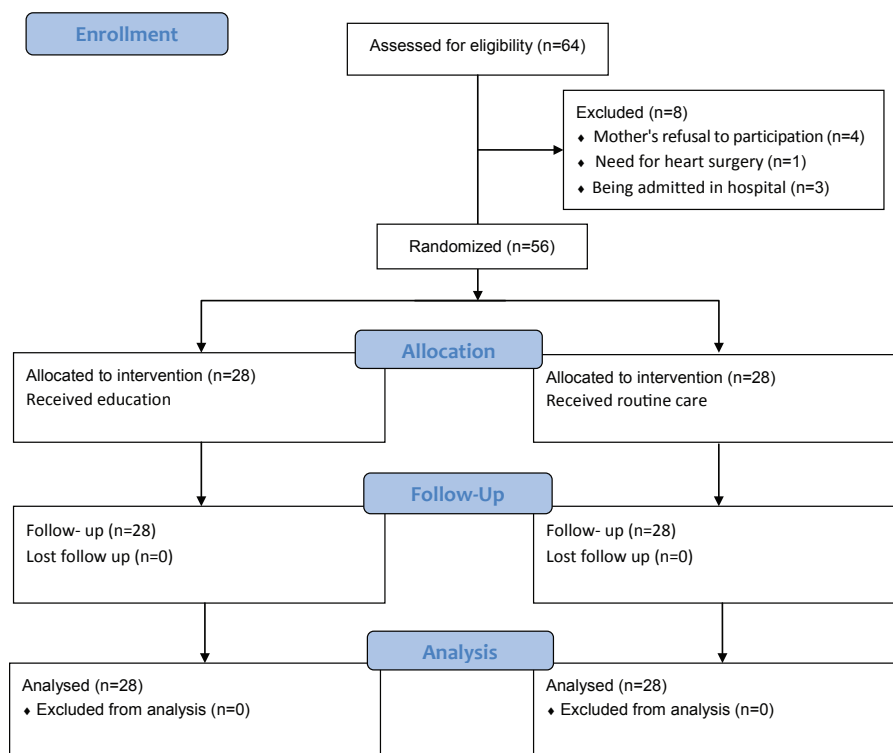 Enrollment
Assessed for eligibility (n=64)
Excluded (n=8)
♦ Mother's refusal to participation (n=4)
♦ Need for heart surgery (n=1)
♦ Being admitted in hospital (n=3)
Randomized (n=56)
Allocation
Allocated to intervention (n=28)
Received education
Allocated to intervention (n=28)
Received routine care
Follow-Up
Follow- up (n=28)
Lost follow up (n=0)
Follow- up (n=28)
Lost follow up (n=0)
Analysis
Analysed (n=28)
♦ Excluded from analysis (n=0)
Analysed (n=28)
♦ Excluded from analysis (n=0)